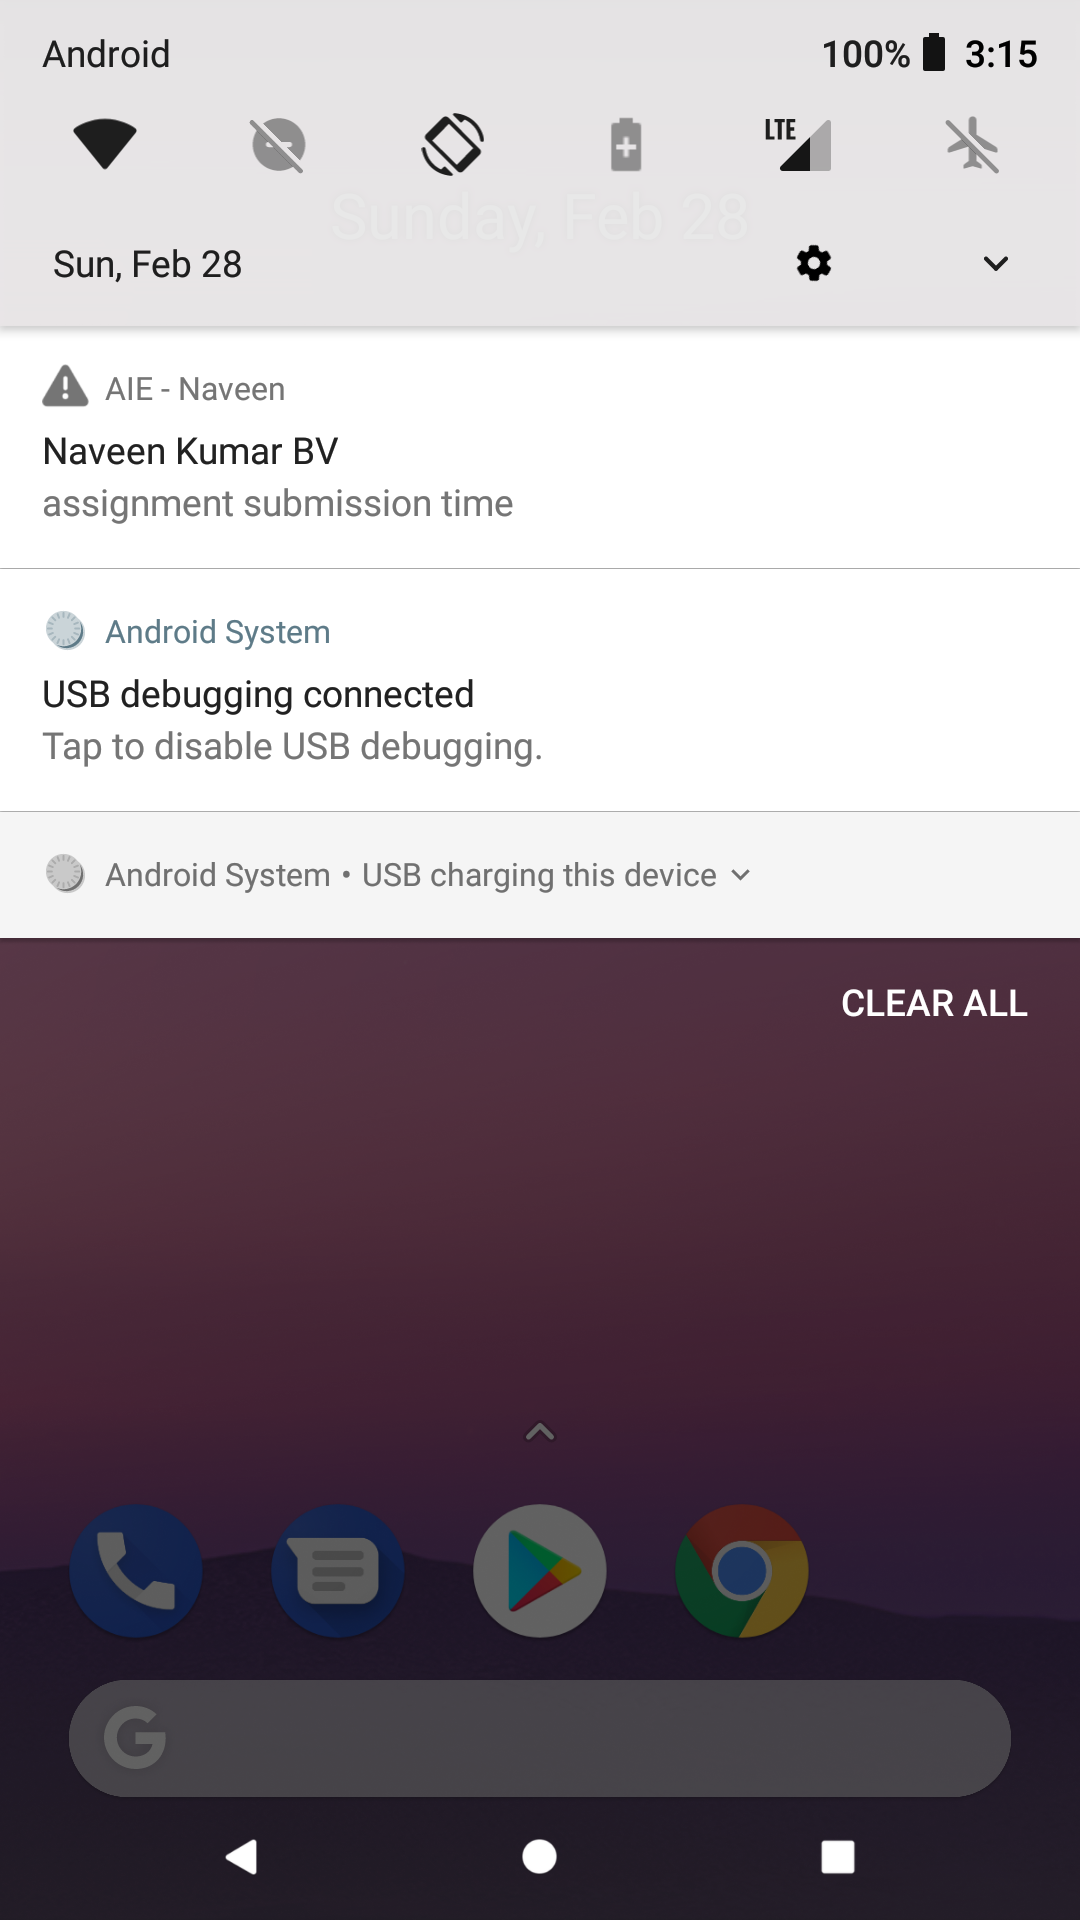 Android 100% 3:15
LTE
Sunday, Feb 28
Sun, Feb 28
AIE - Naveen
Naveen Kumar BV
assignment submission time
Android System
USB debugging connected
Tap to disable USB debugging.
Android System • USB charging this device
CLEAR ALL
G